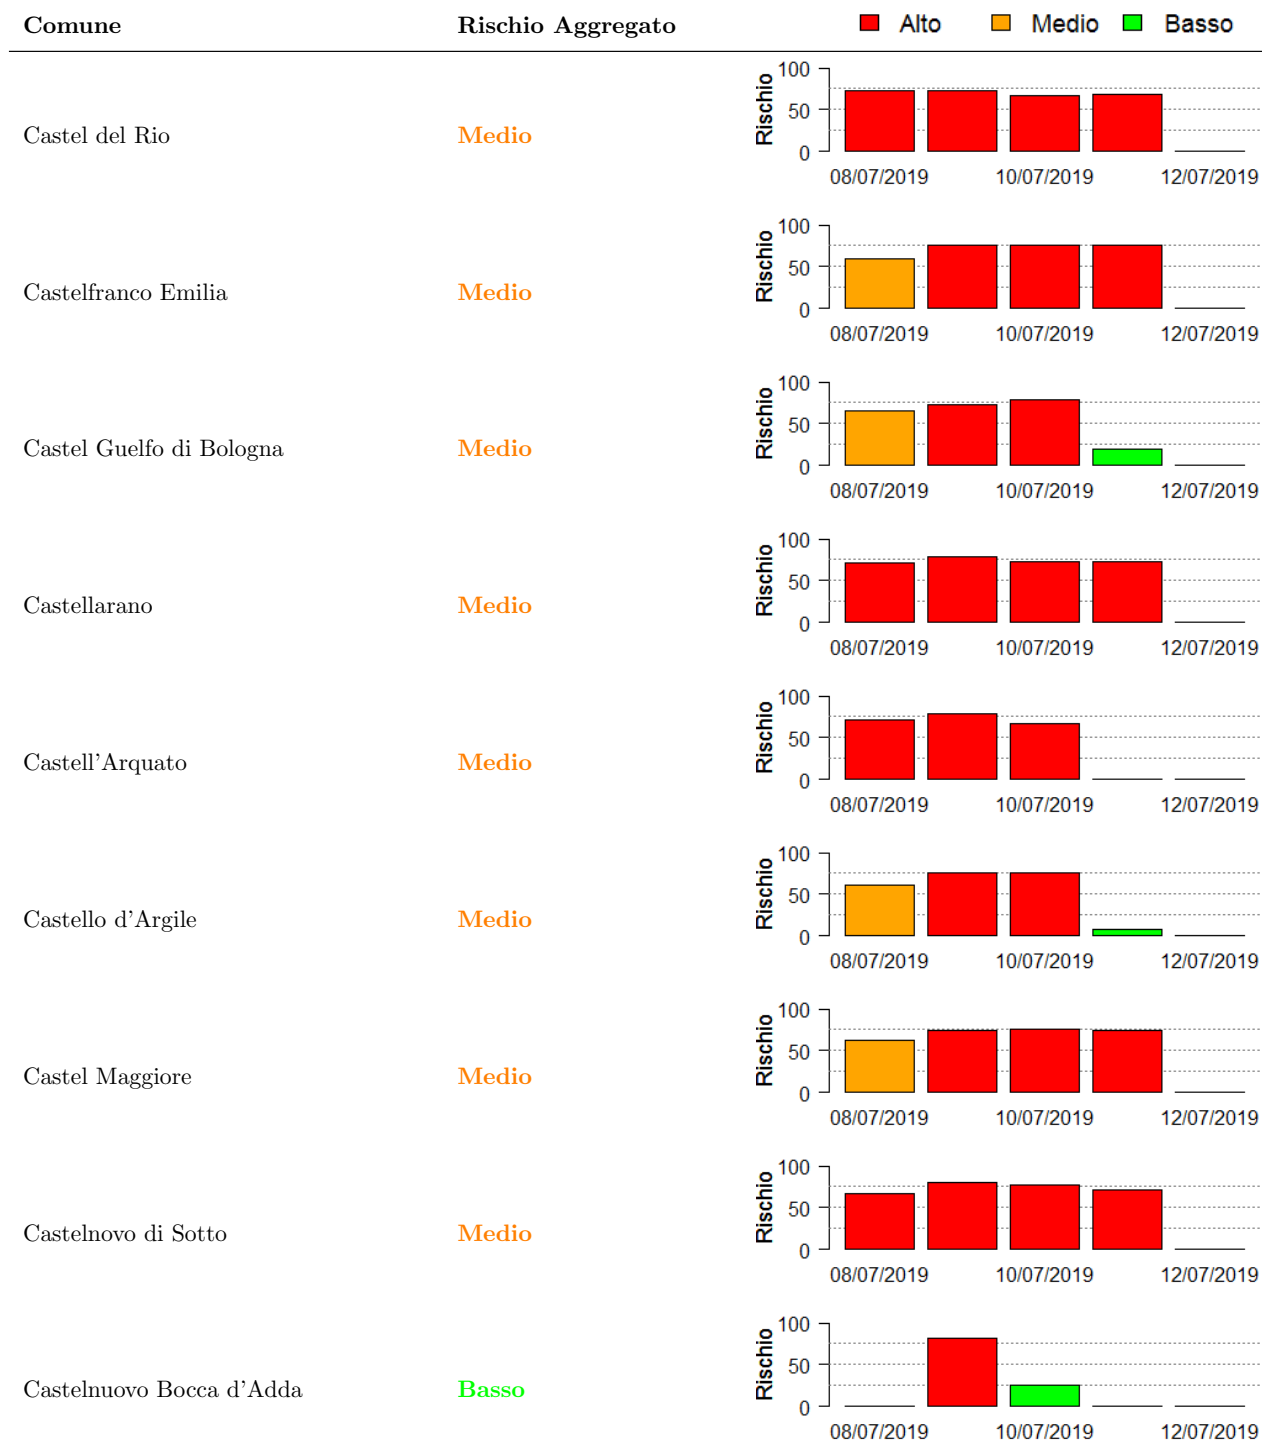 Comune Rischio Aggregato Alto Medio Basso
Castel del Rio Medio Rischio 100 50 0
08/07/2019 10/07/2019 12/07/2019
Castelfranco Emilia Medio Rischio 100 50 0
08/07/2019 10/07/2019 12/07/2019
Castel Guelfo di Bologna Medio Rischio 100 50 0
08/07/2019 10/07/2019 12/07/2019
Castellarano Medio Rischio 100 50 0
08/07/2019 10/07/2019 12/07/2019
Castell'Arquato Medio Rischio 100 50 0
08/07/2019 10/07/2019 12/07/2019
Castello d'Argile Medio Rischio 100 50 0
08/07/2019 10/07/2019 12/07/2019
Castel Maggiore Medio Rischio 100 50 0
08/07/2019 10/07/2019 12/07/2019
Castelnovo di Sotto Medio Rischio 100 50 0
08/07/2019 10/07/2019 12/07/2019
Castelnuovo Bocca d'Adda Basso Rischio 100 50 0
08/07/2019 10/07/2019 12/07/2019